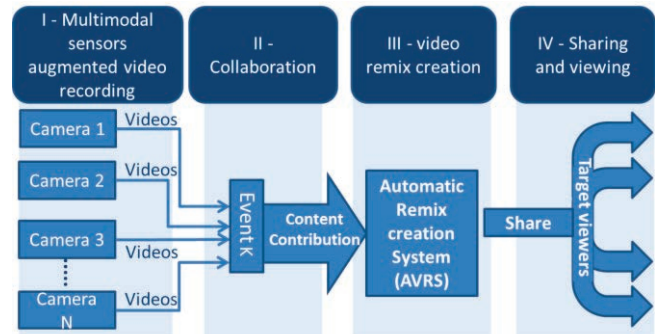 I - Multimodal
sensors
augmented video
recording
II -
Collaboration
III - video
remix creation
IV - Sharing
and viewing
Camera 1
Videos
Camera 2
Videos
Camera 3
Videos
Camera
N
Videos
Event K
Content
Contribution
Automatic
Remix
creation
System
(AVRS)
Share
Target viewers